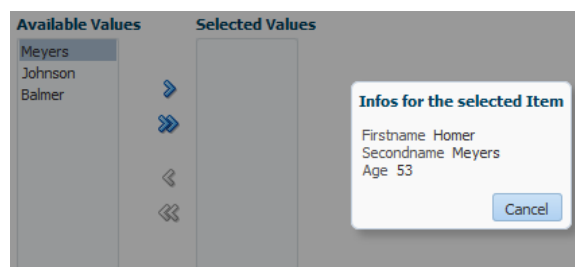 Available Values
Selected Values
Meyers
Johnson
Balmer
Infos for the selected Item
Firstname Homer
Secondname Meyers
Age 53
Cancel